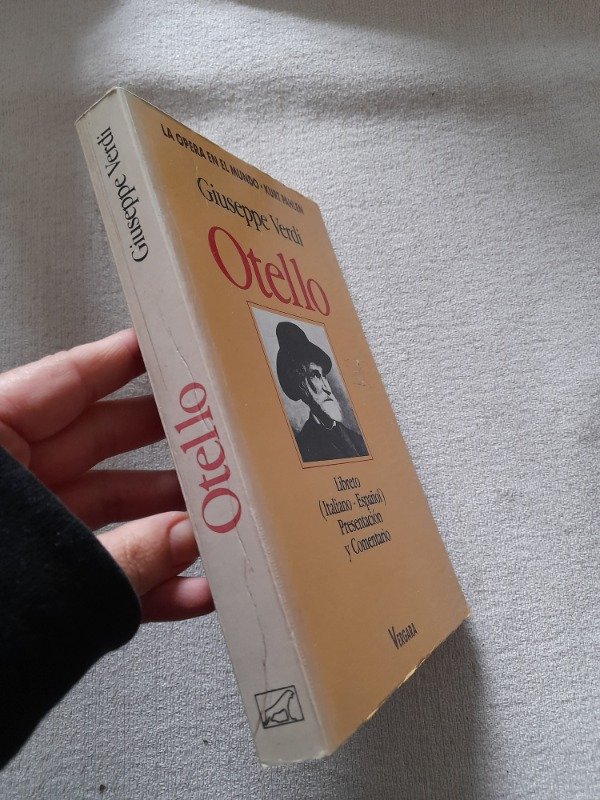 LA OPERA EN EL MUNDO · KURT PAHLEN
Giuseppe Verdi
Otello
Libreto
(Italiano - Español)
Presentación
y Comentario
VERGARA
Giuseppe Verdi
Otello